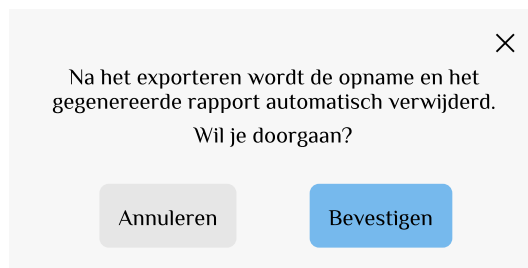 Na het exporteren wordt de opname en het
gegenereerde rapport automatisch verwijderd.
Wil je doorgaan?
Annuleren
Bevestigen